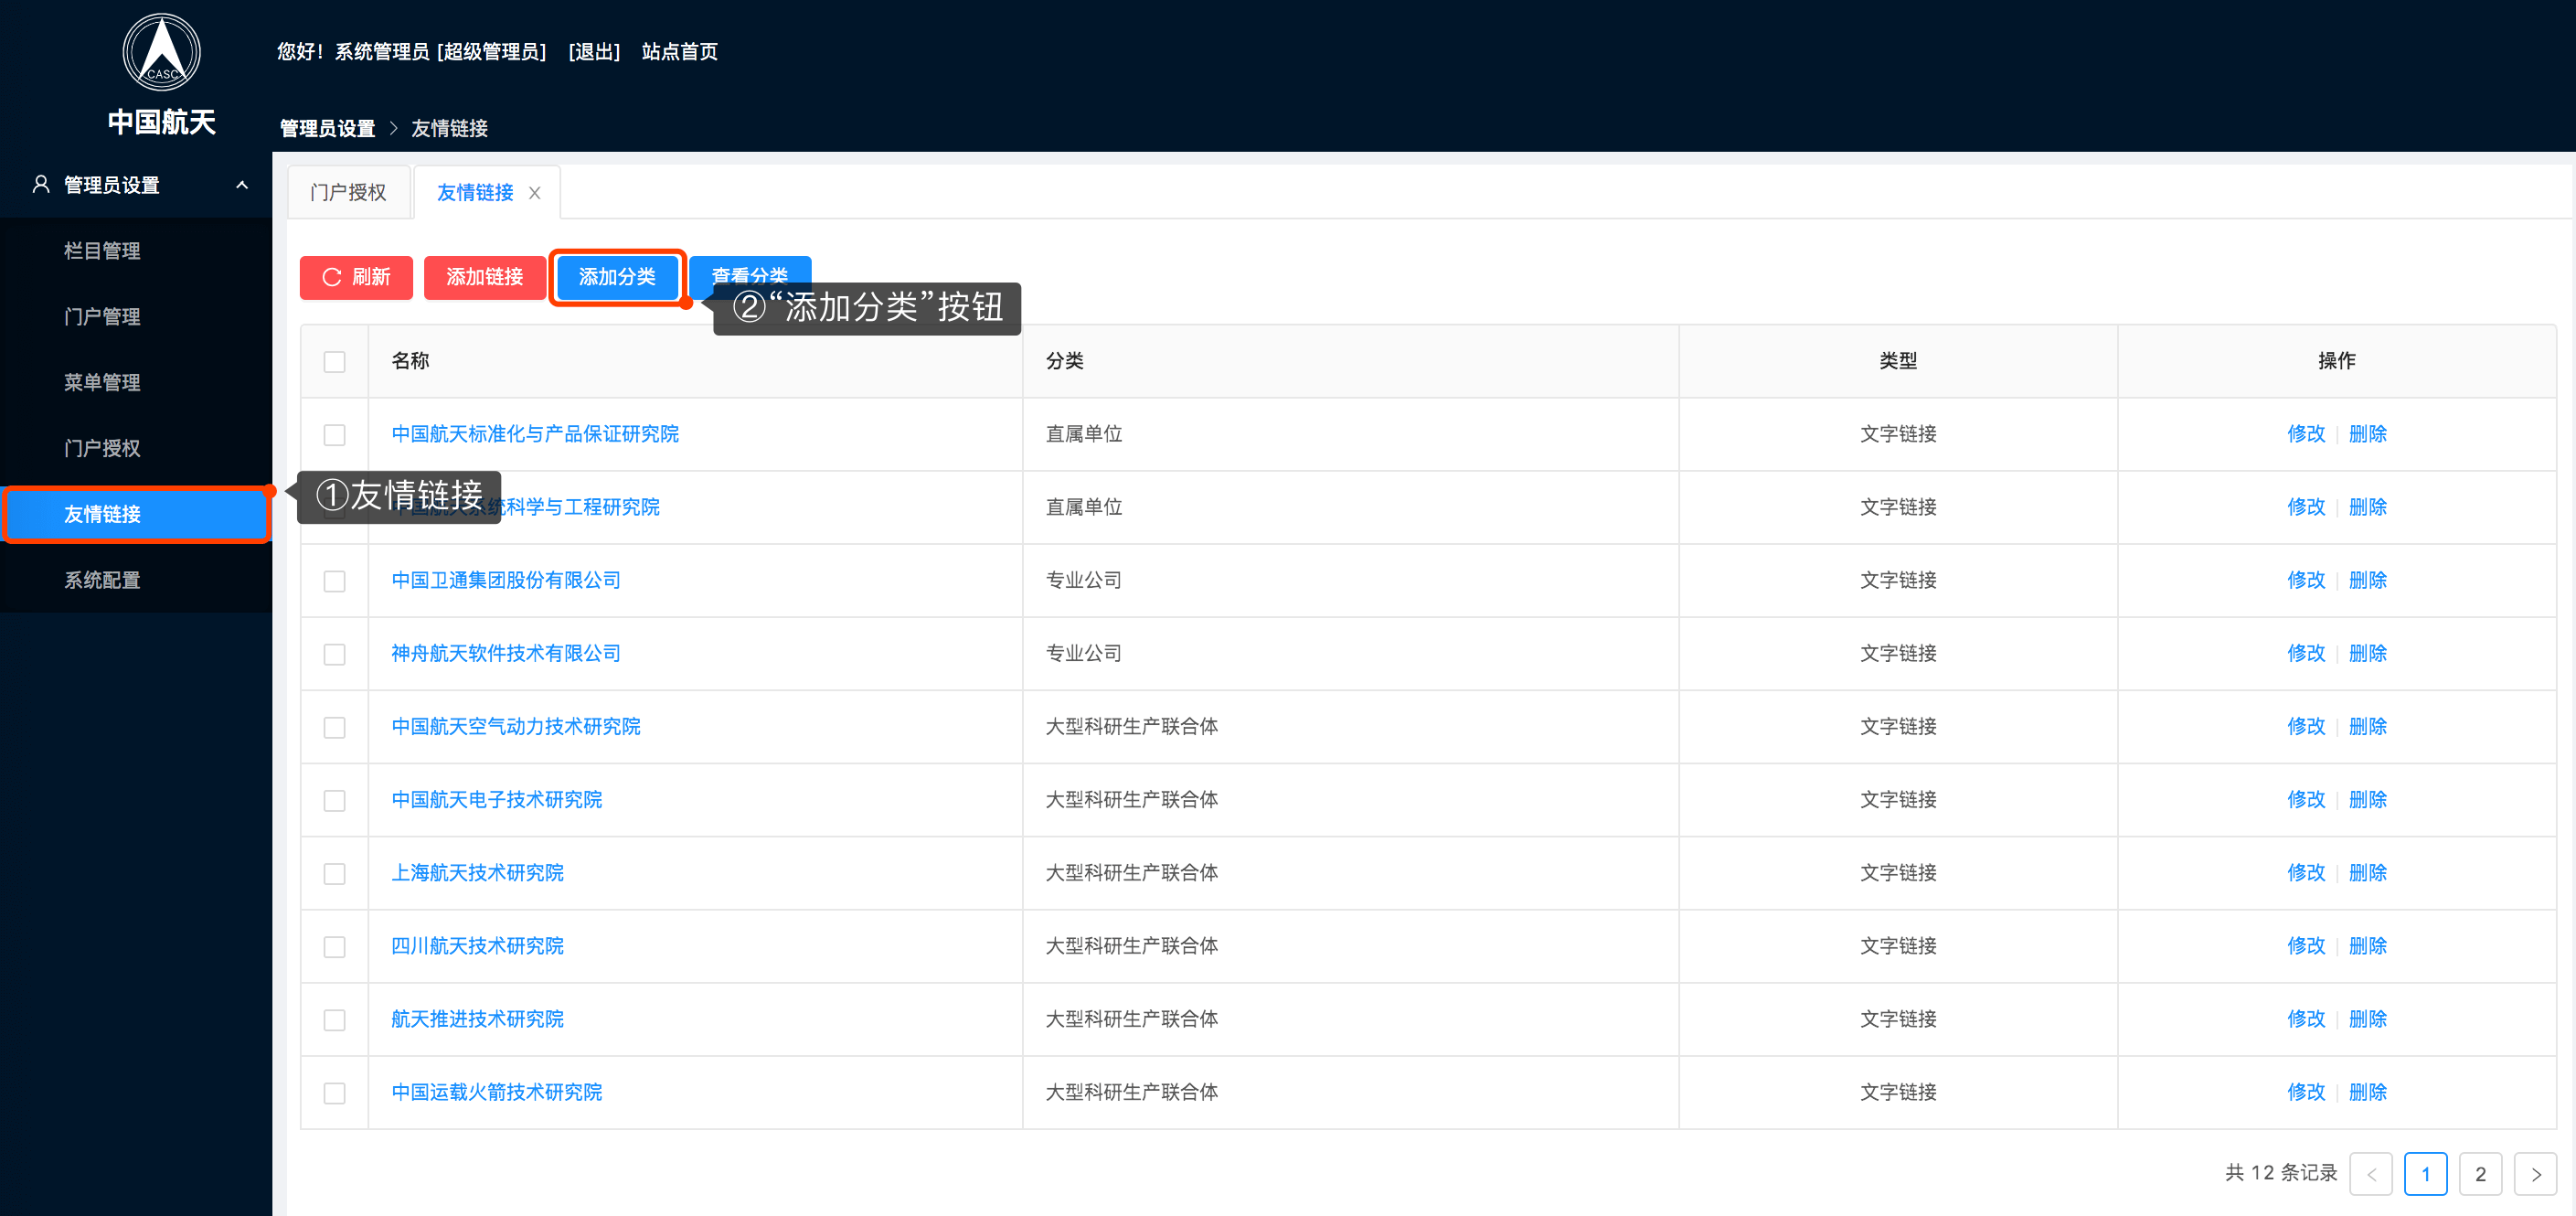 CASC
中国航天
您好！系统管理员 [超级管理员] [退出] 站点首页
管理员设置 > 友情链接
管理员设置
栏目管理
门户管理
菜单管理
门户授权
友情链接
系统配置
门户授权 友情链接 X
刷新 添加链接 添加分类 查看分类
②“添加分类”按钮
①友情链接
名称 分类 类型 操作
中国航天标准化与产品保证研究院 直属单位 文字链接 修改 | 删除
中国航天系统科学与工程研究院 直属单位 文字链接 修改 | 删除
中国卫通集团股份有限公司 专业公司 文字链接 修改 | 删除
神舟航天软件技术有限公司 专业公司 文字链接 修改 | 删除
中国航天空气动力技术研究院 大型科研生产联合体 文字链接 修改 | 删除
中国航天电子技术研究院 大型科研生产联合体 文字链接 修改 | 删除
上海航天技术研究院 大型科研生产联合体 文字链接 修改 | 删除
四川航天技术研究院 大型科研生产联合体 文字链接 修改 | 删除
航天推进技术研究院 大型科研生产联合体 文字链接 修改 | 删除
中国运载火箭技术研究院 大型科研生产联合体 文字链接 修改 | 删除
共 12 条记录 < 1 2 >